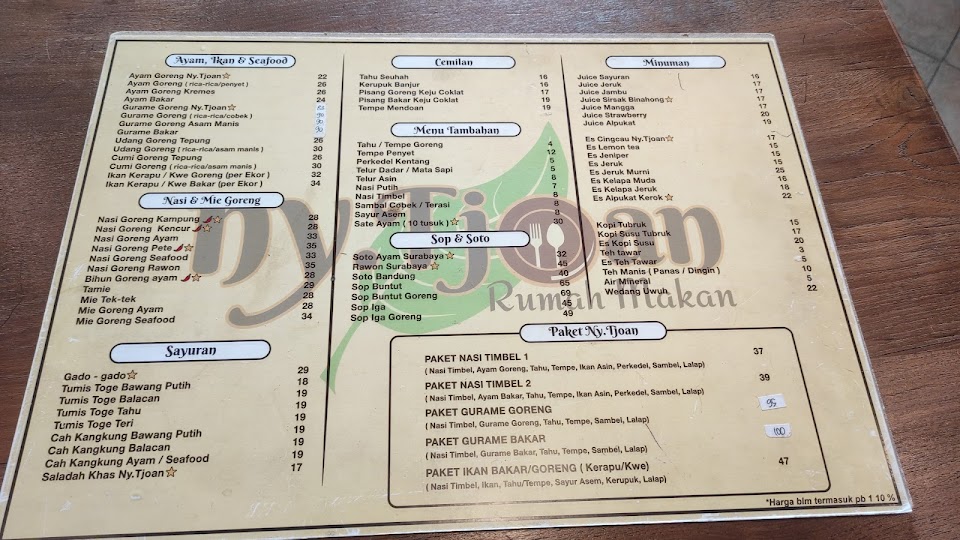 Ayam, Ikan & Seafood
Ayam Goreng Ny.Tjoan 22
Ayam Goreng ( rica-rica/penyet ) 26
Ayam Goreng Kremes 26
Ayam Bakar 24
Gurame Goreng Ny.Tjoan
Gurame Goreng ( rica-rica/cobek )
Gurame Goreng Asam Manis
Gurame Bakar
Udang Goreng Tepung 26
Udang Goreng ( rica-rica/asam manis ) 30
Cumi Goreng Tepung 26
Cumi Goreng ( rica-rica/asam manis ) 30
Ikan Kerapu / Kwe Goreng (per Ekor ) 32
Ikan Kerapu / Kwe Bakar (per Ekor ) 34
Nasi & Mie Goreng
Nasi Goreng Kampung 28
Nasi Goreng Kencur 28
Nasi Goreng Ayam 33
Nasi Goreng Pete 35
Nasi Goreng Seafood 33
Nasi Goreng Rawon 35
Bihun Goreng ayam 28
Tamie 29
Mie Tek-tek 28
Mie Goreng Ayam 28
Mie Goreng Seafood 34
Sayuran
Gado - gado 29
Tumis Toge Bawang Putih 18
Tumis Toge Balacan 19
Tumis Toge Tahu 19
Tumis Toge Teri 19
Cah Kangkung Bawang Putih 19
Cah Kangkung Balacan 19
Cah Kangkung Ayam / Seafood 19
Saladah Khas Ny.Tjoan 17
Cemilan
Tahu Seuhah 16
Kerupuk Banjur 16
Pisang Goreng Keju Coklat 17
Pisang Bakar Keju Coklat 19
Tempe Mendoan 19
Menu Tambahan
Tahu / Tempe Goreng 4
Tempe Penyet 12
Perkedel Kentang 5
Telur Dadar / Mata Sapi 5
Telur Asin 8
Nasi Putih 7
Nasi Timbel 8
Sambal Cobek / Terasi 8
Sayur Asem 8
Sate Ayam ( 10 tusuk ) 30
Sop & Soto
Soto Ayam Surabaya 32
Rawon Surabaya 45
Soto Bandung 40
Sop Buntut 65
Sop Buntut Goreng 69
Sop Iga 45
Sop Iga Goreng 49
Minuman
Juice Sayuran 16
Juice Jeruk 17
Juice Jambu 17
Juice Sirsak Binahong 17
Juice Mangga 17
Juice Strawberry 20
Juice Alpukat 19
Es Cingcau Ny.Tjoan 17
Es Lemon tea 15
Es Jeniper 15
Es Jeruk 15
Es Jeruk Murni 25
Es Kelapa Muda 18
Es Kelapa Jeruk 18
Es Alpukat Kerok 22
Kopi Tubruk 15
Kopi Susu Tubruk 17
Es Kopi Susu 20
Teh tawar 3
Es Teh Tawar 5
Teh Manis ( Panas / Dingin ) 10
Air Mineral 5
Wedang Uwuh 22
ny.Tjoan
Rumah Makan
Paket Ny.Tjoan
PAKET NASI TIMBEL 1 37
( Nasi Timbel, Ayam Goreng, Tahu, Tempe, Ikan Asin, Perkedel, Sambel, Lalap)
PAKET NASI TIMBEL 2 39
( Nasi Timbel, Ayam Bakar, Tahu, Tempe, Ikan Asin, Perkedel, Sambel, Lalap)
PAKET GURAME GORENG 95
( Nasi Timbel, Gurame Goreng, Tahu, Tempe, Sambel, Lalap)
PAKET GURAME BAKAR 100
( Nasi Timbel, Gurame Bakar, Tahu, Tempe, Sambel, Lalap)
PAKET IKAN BAKAR/GORENG ( Kerapu/Kwe) 47
( Nasi Timbel, Ikan, Tahu/Tempe, Sayur Asem, Kerupuk, Lalap)
*Harga blm termasuk pb 1 10 %